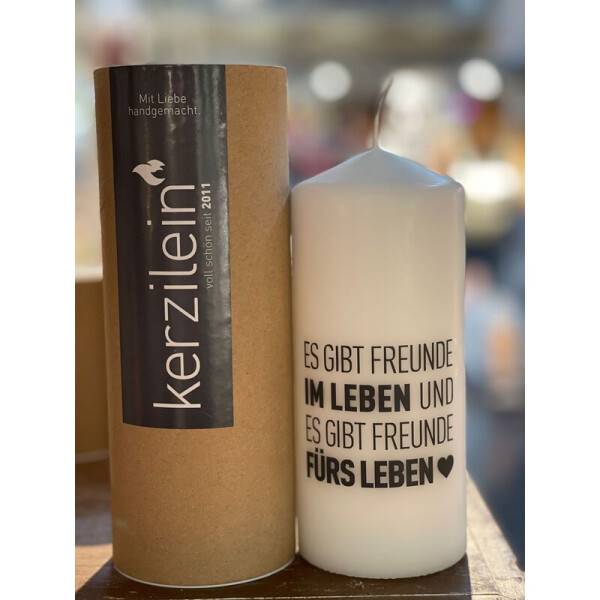 Mit Liebe
handgemacht.
kerzilein
voll schön seit 2011
ES GIBT FREUNDE
IM LEBEN UND
ES GIBT FREUNDE
FÜRS LEBEN♥